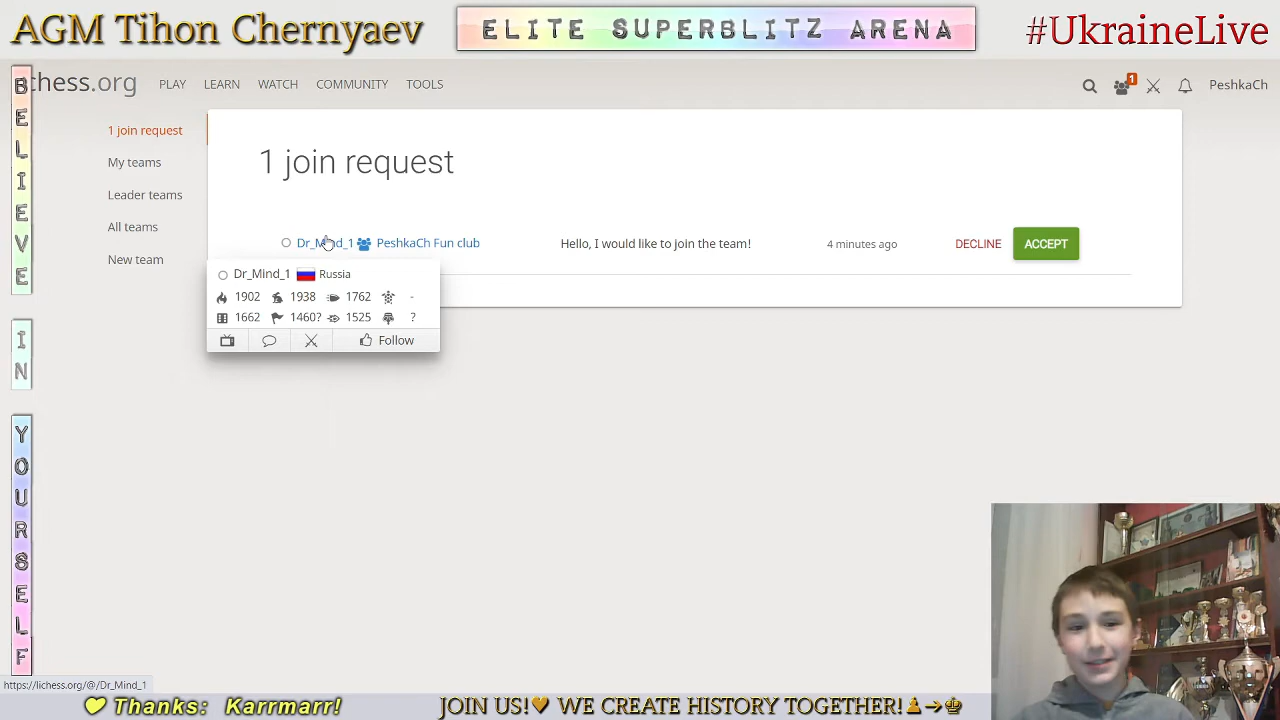 AGM Tihon Chernyaev
ELITE SUPERBLITZ ARENA
#UkraineLive
BELIEVE
IN
YOURSELF
chess.org
PLAY LEARN WATCH COMMUNITY TOOLS
1
PeshkaCh
1 join request
My teams
Leader teams
All teams
New team
1 join request
Dr_Mind_1 PeshkaCh Fun club Hello, I would like to join the team! 4 minutes ago DECLINE ACCEPT
Dr_Mind_1 Russia
1902 1938 1762 -
1662 1460? 1525 ?
Follow
https://lichess.org/@/Dr_Mind_1
Thanks: Karrmarr!
JOIN US! WE CREATE HISTORY TOGETHER!